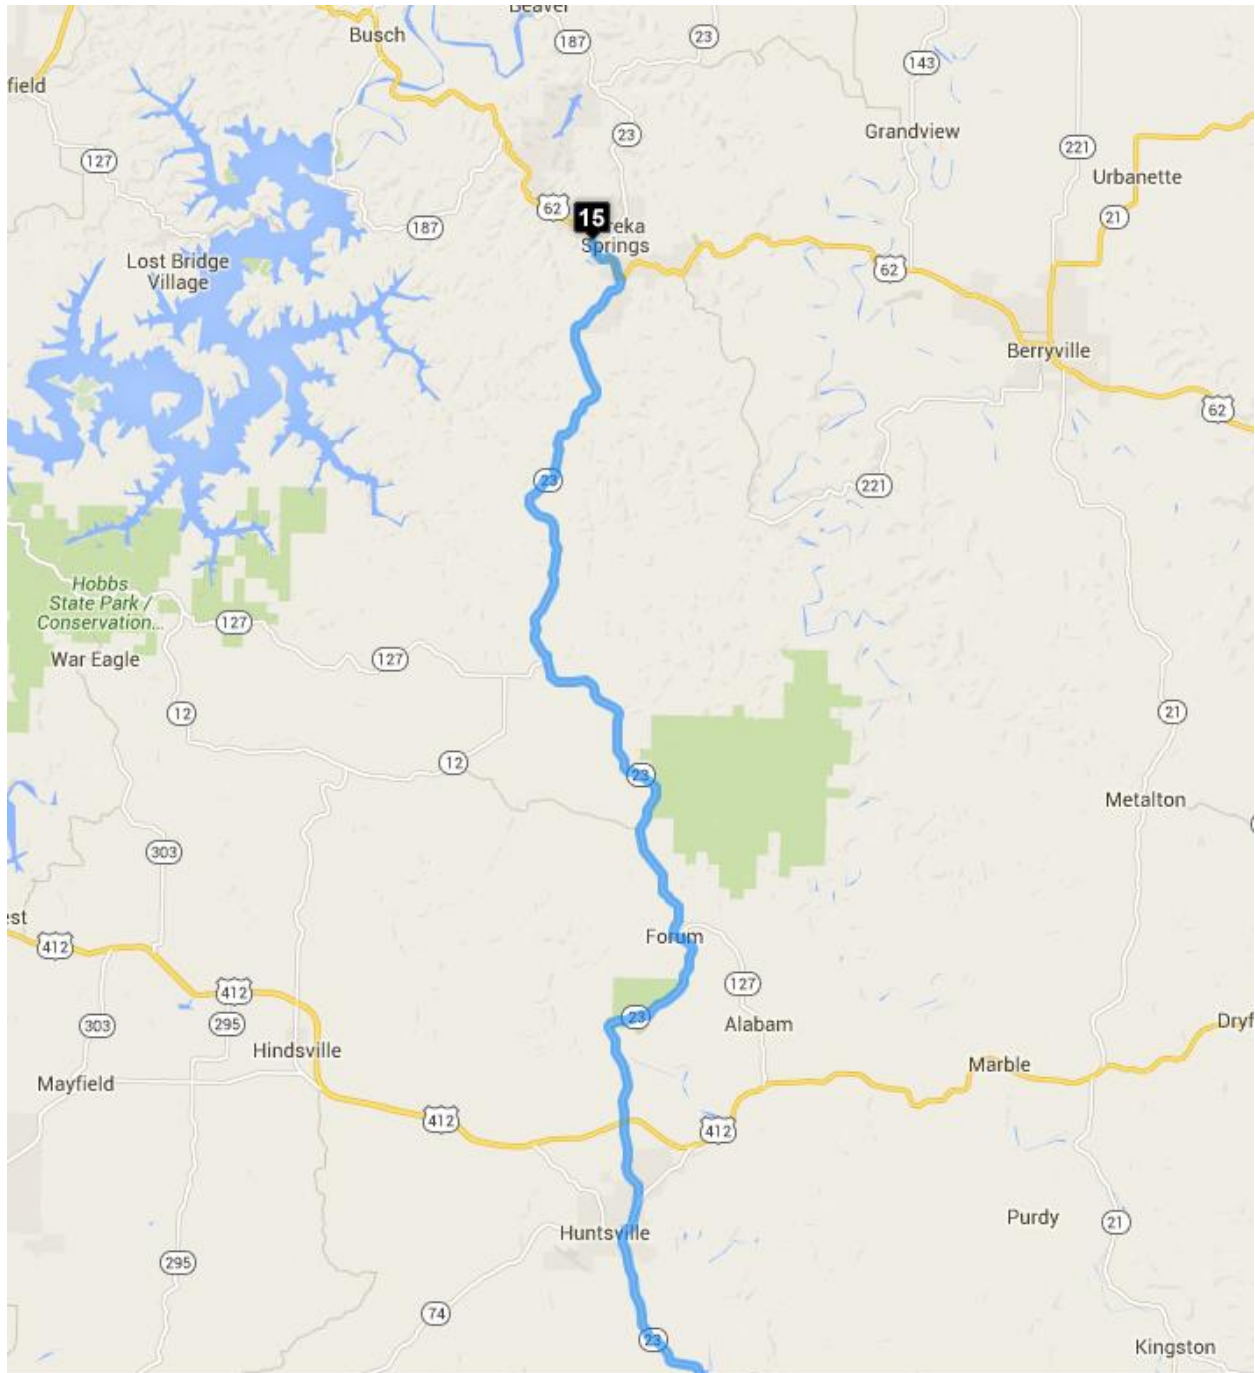 Beaver
Busch
187
23
143
field
Grandview
23
221
127
Urbanette
62
15
reka
Springs
21
187
Lost Bridge
Village
62
Berryville
62
23
221
Hobbs
State Park /
Conservation...
127
War Eagle
127
12
21
12
23
Metalton
303
est
412
Forum
412
127
303
295
23
Alabam
Dryf
Hindsville
Marble
Mayfield
412
412
Purdy
21
Huntsville
295
74
23
Kingston